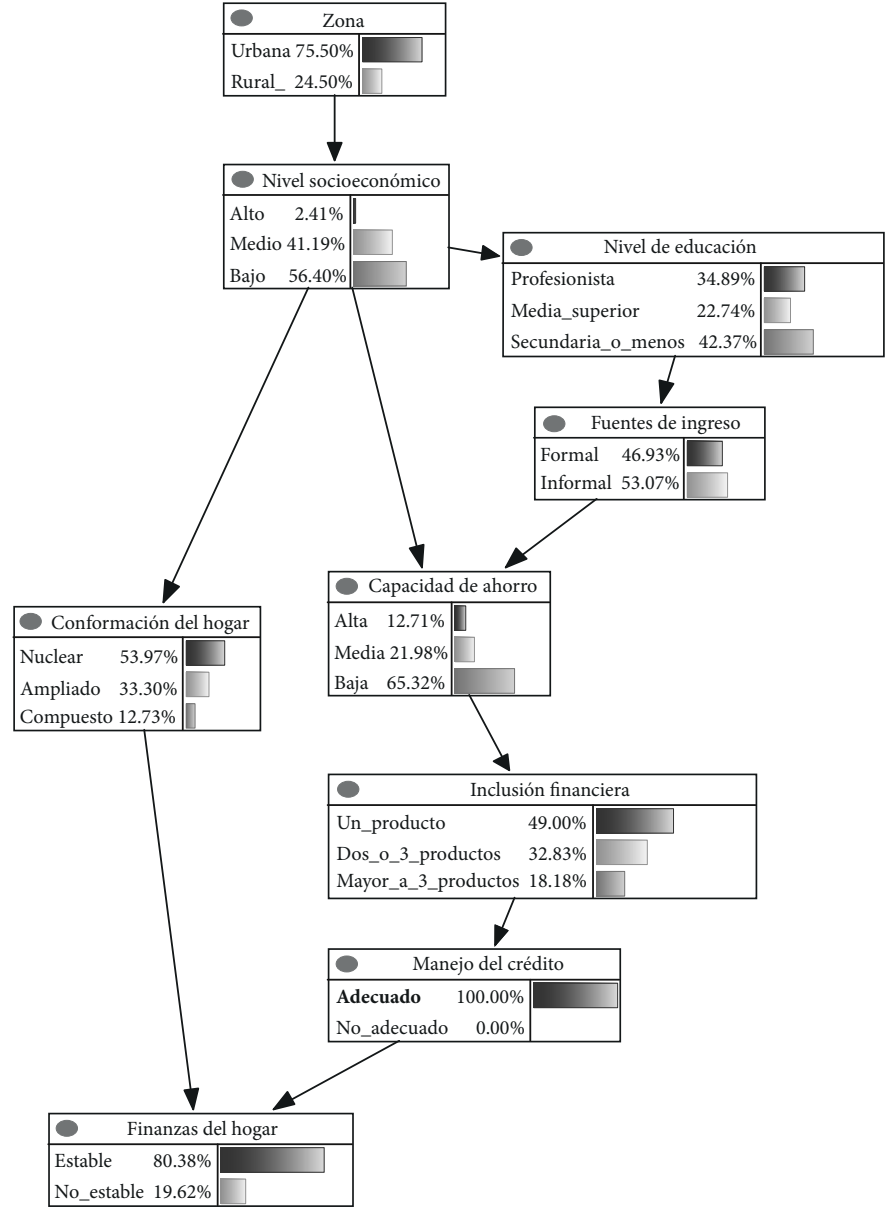 Zona
Urbana 75.50%
Rural_ 24.50%
Nivel socioeconómico
Alto 2.41%
Medio 41.19%
Bajo 56.40%
Nivel de educación
Profesionista 34.89%
Media_superior 22.74%
Secundaria_o_menos 42.37%
Fuentes de ingreso
Formal 46.93%
Informal 53.07%
Capacidad de ahorro
Alta 12.71%
Media 21.98%
Baja 65.32%
Conformación del hogar
Nuclear 53.97%
Ampliado 33.30%
Compuesto 12.73%
Inclusión financiera
Un_producto 49.00%
Dos_o_3_productos 32.83%
Mayor_a_3_productos 18.18%
Manejo del crédito
Adecuado 100.00%
No_adecuado 0.00%
Finanzas del hogar
Estable 80.38%
No_estable 19.62%